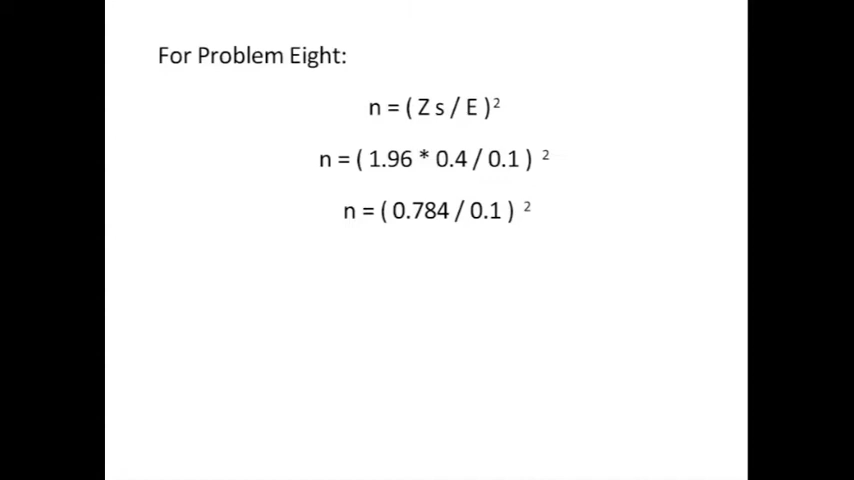 For Problem Eight:
n = ( Z s / E )²
n = ( 1.96 * 0.4 / 0.1 ) ²
n = ( 0.784 / 0.1 ) ²